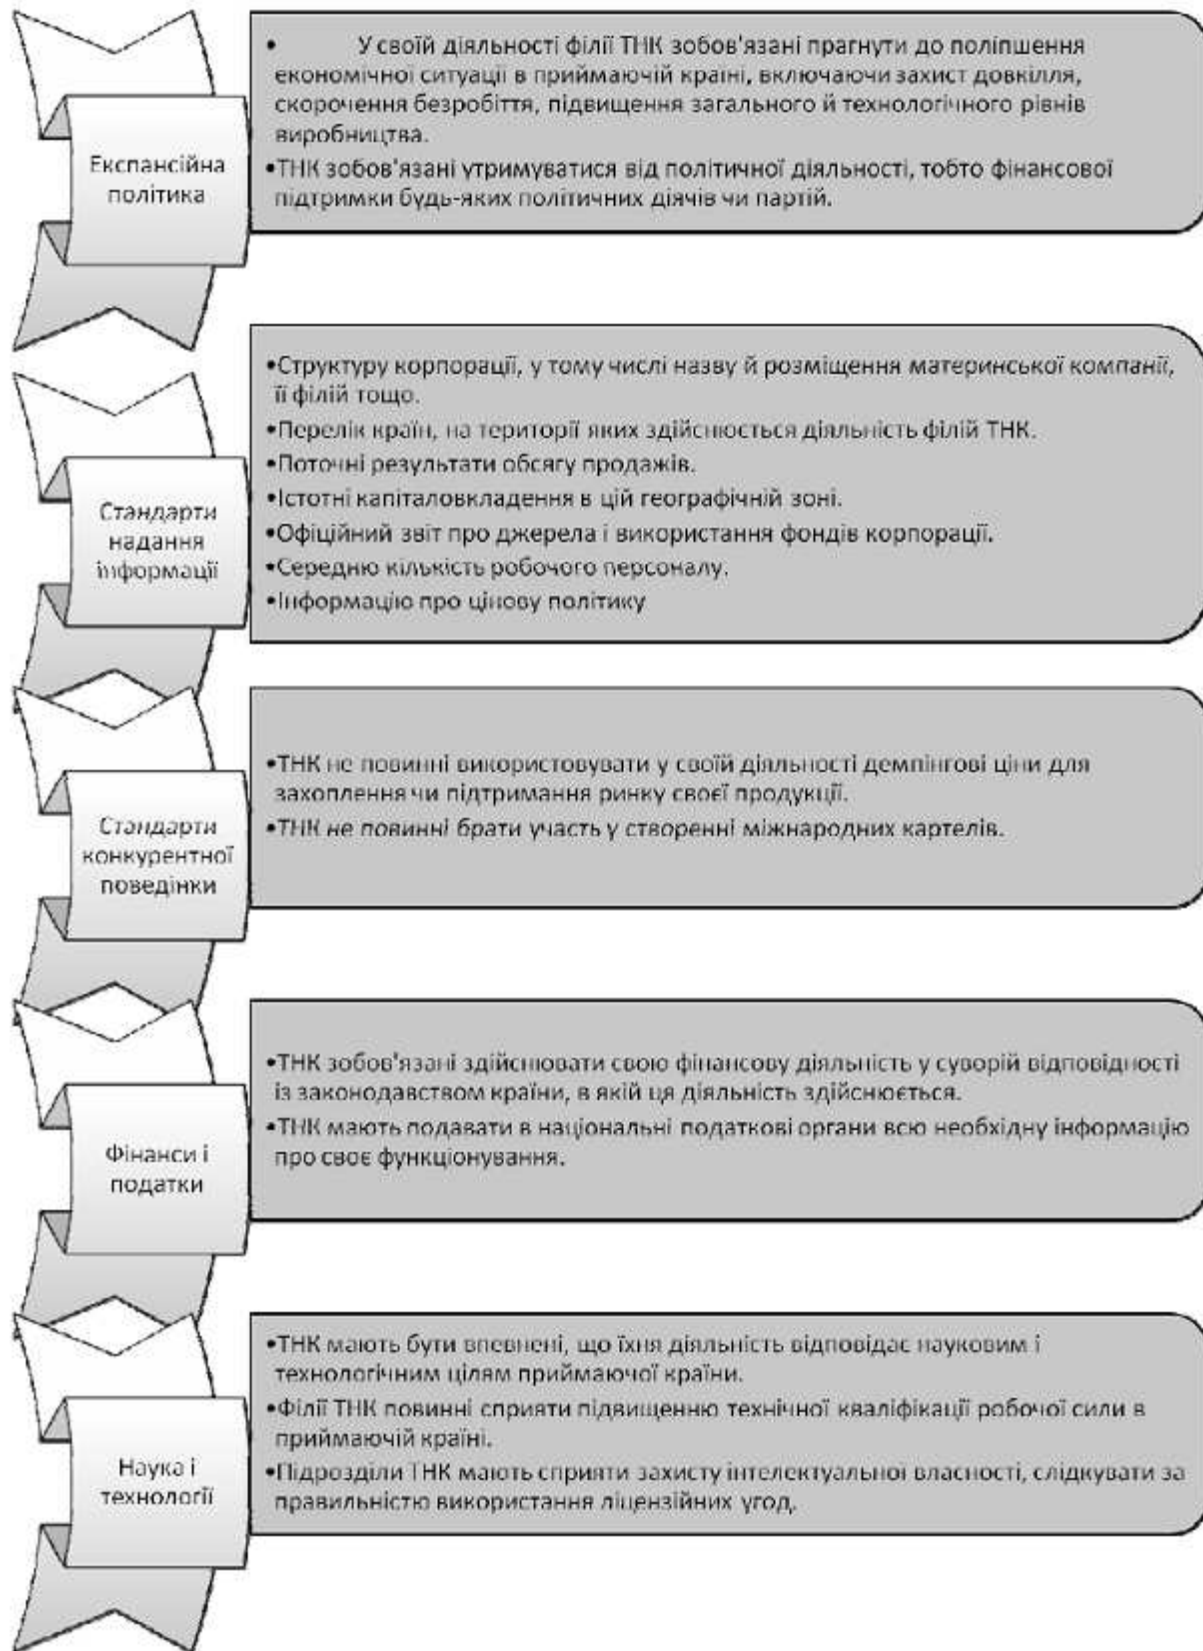 Експансійна
політика
• У своїй діяльності філії ТНК зобов'язані прагнути до поліпшення
економічної ситуації в приймаючій країні, включаючи захист довкілля,
скорочення безробіття, підвищення загального й технологічного рівнів
виробництва.
•ТНК зобов'язані утримуватися від політичної діяльності, тобто фінансової
підтримки будь-яких політичних діячів чи партій.
Стандарти
надання
інформації
•Структуру корпорації, у тому числі назву й розміщення материнської компанії,
її філій тощо.
•Перелік країн, на території яких здійснюється діяльність філій ТНК.
•Поточні результати обсягу продажів.
•Істотні капіталовкладення в цій географічній зоні.
•Офіційний звіт про джерела і використання фондів корпорації.
•Середню кількість робочого персоналу.
•Інформацію про цінову політику
Стандарти
конкурентної
поведінки
•ТНК не повинні використовувати у своїй діяльності демпінгові ціни для
захоплення чи підтримання ринку своєї продукції.
•ТНК не повинні брати участь у створенні міжнародних картелів.
Фінанси і
податки
•ТНК зобов'язані здійснювати свою фінансову діяльність у суворій відповідності
із законодавством країни, в якій ця діяльність здійснюється.
•ТНК мають подавати в національні податкові органи всю необхідну інформацію
про своє функціонування.
Наука і
технології
•ТНК мають бути впевнені, що їхня діяльність відповідає науковим і
технологічним цілям приймаючої країни.
•Філії ТНК повинні сприяти підвищенню технічної кваліфікації робочої сили в
приймаючій країні.
•Підрозділи ТНК мають сприяти захисту інтелектуальної власності, слідкувати за
правильністю використання ліцензійних угод.